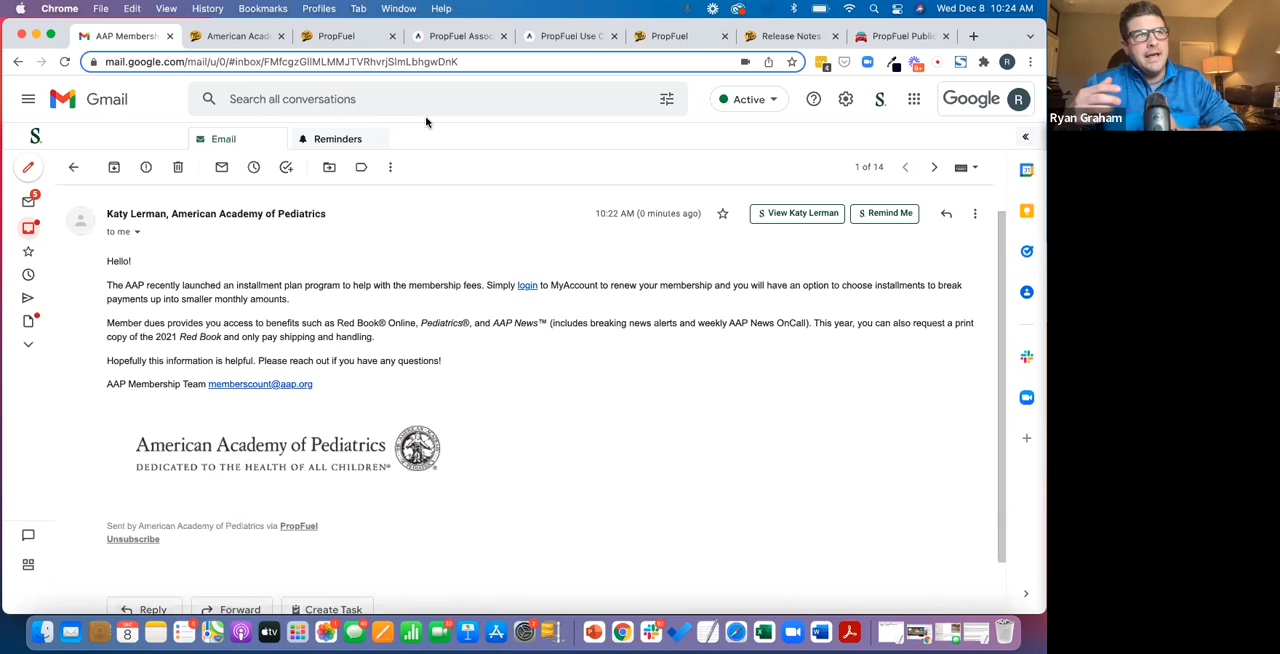 Chrome File Edit View History Bookmarks Profiles Tab Window Help Wed Dec 8 10:24 AM
AAP Membersh American Acad PropFuel PropFuel Asso PropFuel Use C PropFuel Release Notes PropFuel Public
mail.google.com/mail/u/0/#inbox/FMfcgzGllMLMMJTVRhvrjSlmLbhgwDnK
Gmail Search all conversations Active Google R
Ryan Graham
S. Email Reminders
1 of 14
Katy Lerman, American Academy of Pediatrics 10:22 AM (0 minutes ago) S View Katy Lerman S Remind Me
to me
Hello!
The AAP recently launched an installment plan program to help with the membership fees. Simply login to MyAccount to renew your membership and you will have an option to choose installments to break
payments up into smaller monthly amounts.
Member dues provides you access to benefits such as Red Book® Online, Pediatrics®, and AAP News™ (includes breaking news alerts and weekly AAP News OnCall). This year, you can also request a print
copy of the 2021 Red Book and only pay shipping and handling.
Hopefully this information is helpful. Please reach out if you have any questions!
AAP Membership Team memberscount@aap.org
American Academy of Pediatrics
DEDICATED TO THE HEALTH OF ALL CHILDREN®
Sent by American Academy of Pediatrics via PropFuel
Unsubscribe
Reply Forward Create Task